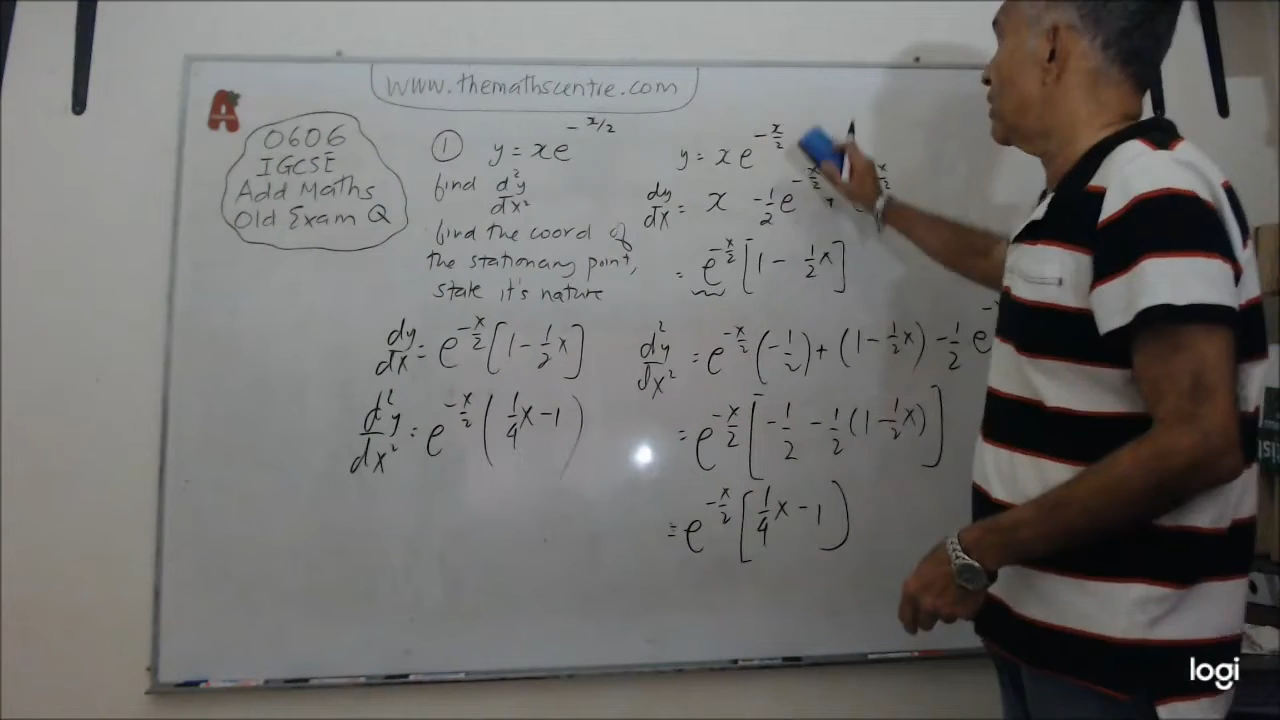 www.themathscentre.com
A
0606
IGCSE
Add Maths
Old Exam Q
① y = xe^(-x/2)
find d²y/dx²
find the coord of
the stationary point,
state it's nature
y = x e^(-x/2)
dy/dx = x -1/2 e^(-x/2) +
= e^(-x/2) [1 - 1/2 x]
dy/dx = e^(-x/2) [1 - 1/2 x]
d²y/dx² = e^(-x/2) (1/4 x - 1)
d²y/dx² = e^(-x/2) (-1/2) + (1 - 1/2 x) -1/2 e
= e^(-x/2) [-1/2 - 1/2 (1 - 1/2 x)]
= e^(-x/2) [1/4 x - 1)
logi